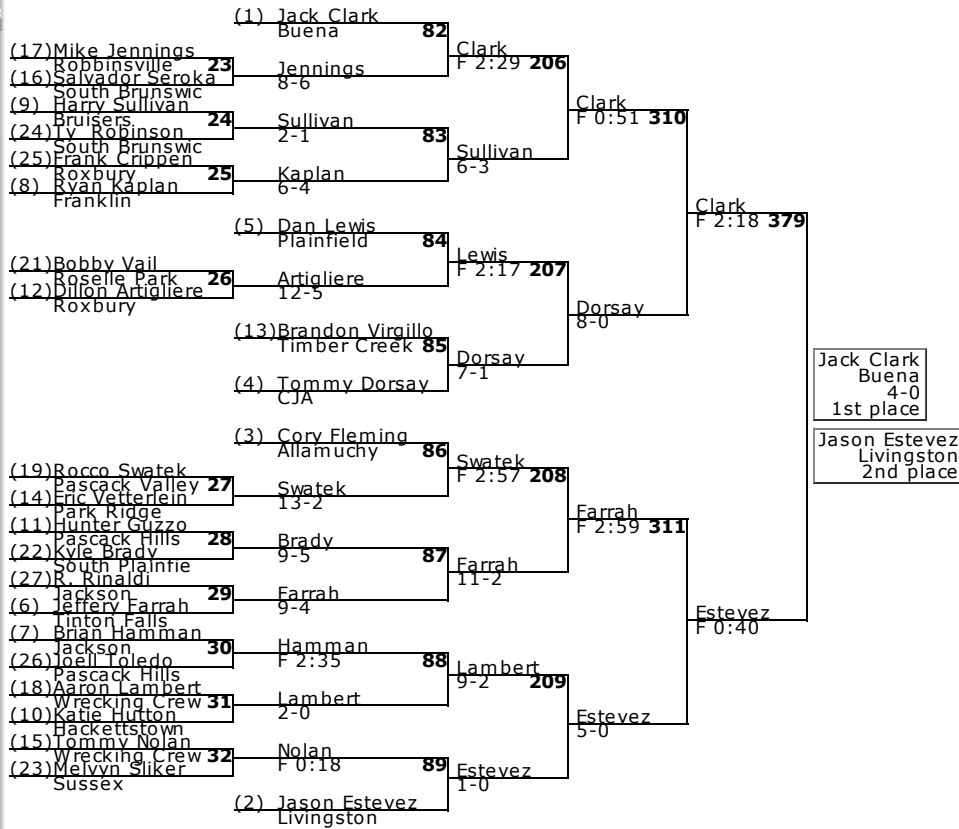 (1) Jack Clark
Buena 82
(17) Mike Jennings
Robbinsville 23
(16) Salvador Seroka
South Brunswic
Jennings
8-6
Clark
F 2:29 206
(9) Harry Sullivan
Bruisers 24
(24) Ty Robinson
South Brunswic
Sullivan
2-1 83
(25) Frank Crippen
Roxbury 25
(8) Ryan Kaplan
Franklin
Kaplan
6-4
Sullivan
6-3
Clark
F 0:51 310
(5) Dan Lewis
Plainfield 84
(21) Bobby Vail
Roselle Park 26
(12) Dillon Artigliere
Roxbury
Artigliere
12-5
Lewis
F 2:17 207
(13) Brandon Virgillo
Timber Creek 85
(4) Tommy Dorsay
CJA
Dorsay
7-1
Dorsay
8-0
Clark
F 2:18 379
Jack Clark
Buena
4-0
1st place
Jason Estevez
Livingston
2nd place
(3) Cory Fleming
Allamuchy 86
(19) Rocco Swatek
Pascack Valley 27
(14) Eric Vetterlein
Park Ridge
Swatek
13-2
Swatek
F 2:57 208
(11) Hunter Guzzo
Pascack Hills 28
(22) Kyle Brady
South Plainfie
Brady
9-5 87
(27) R. Rinaldi
Jackson 29
(6) Jeffery Farrah
Tinton Falls
Farrah
9-4
Farrah
11-2
Farrah
F 2:59 311
(7) Brian Hamman
Jackson 30
(26) Joell Toledo
Pascack Hills
Hamman
F 2:35 88
(18) Aaron Lambert
Wrecking Crew 31
(10) Katie Hutton
Hackettstown
Lambert
2-0
Lambert
9-2 209
(15) Tommy Nolan
Wrecking Crew 32
(23) Melvyn Sliker
Sussex
Nolan
F 0:18 89
(2) Jason Estevez
Livingston
Estevez
1-0
Estevez
5-0
Estevez
F 0:40